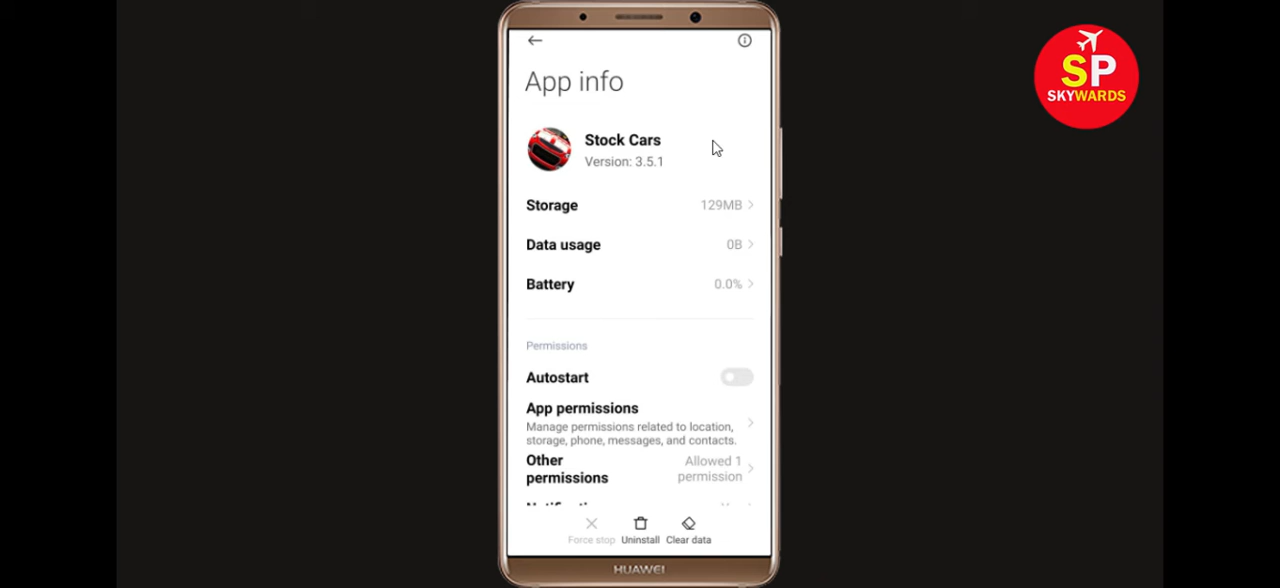 SP
SKYWARDS
App info
Stock Cars
Version: 3.5.1
Storage 129MB
Data usage 0B
Battery 0.0%
Permissions
Autostart
App permissions
Manage permissions related to location,
storage, phone, messages, and contacts.
Other Allowed 1
permissions permission
Force stop Uninstall Clear data
HUAWEI